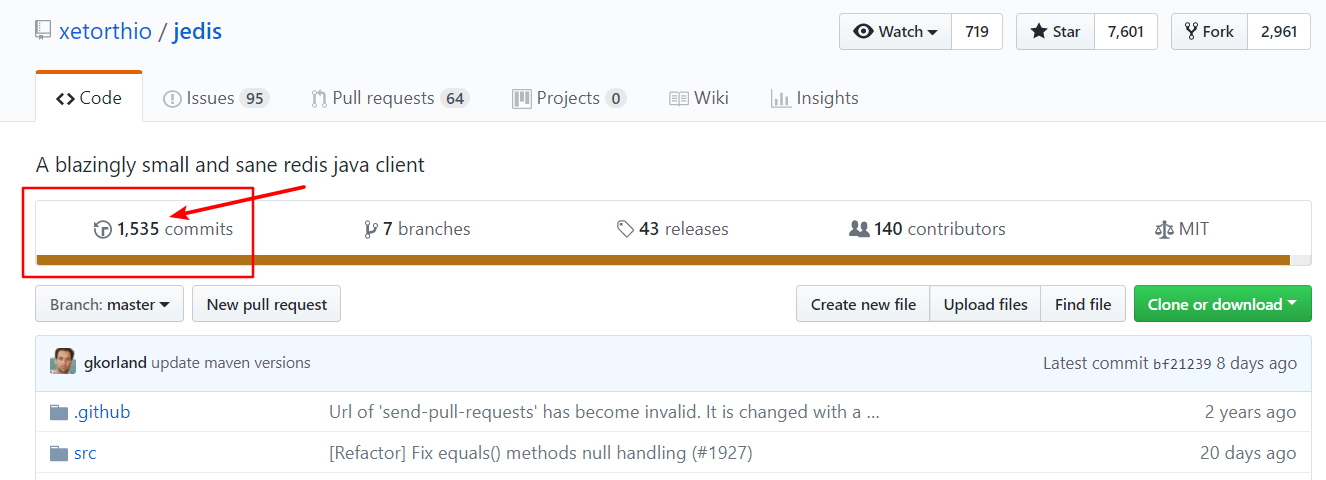 xetorthio / jedis Watch 719 Star 7,601 Fork 2,961
Code Issues 95 Pull requests 64 Projects 0 Wiki Insights
A blazingly small and sane redis java client
1,535 commits 7 branches 43 releases 140 contributors MIT
Branch: master New pull request Create new file Upload files Find file Clone or download
gkorland update maven versions Latest commit bf21239 8 days ago
.github Url of 'send-pull-requests' has become invalid. It is changed with a ... 2 years ago
src [Refactor] Fix equals() methods null handling (#1927) 20 days ago